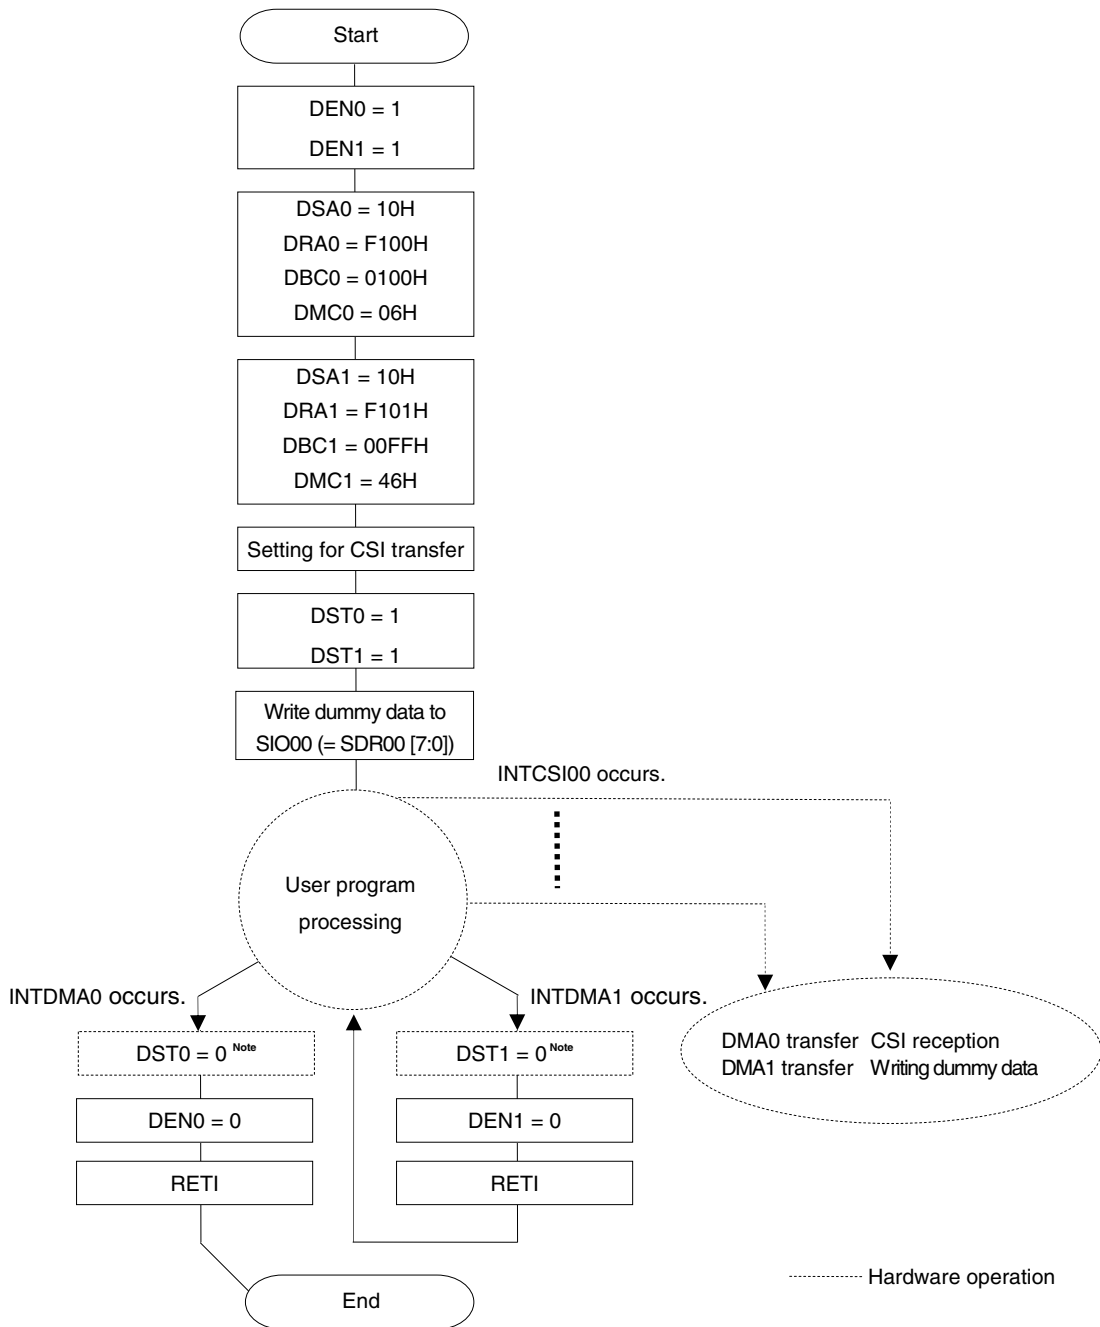 Start
DEN0 = 1
DEN1 = 1
DSA0 = 10H
DRA0 = F100H
DBC0 = 0100H
DMC0 = 06H
DSA1 = 10H
DRA1 = F101H
DBC1 = 00FFH
DMC1 = 46H
Setting for CSI transfer
DST0 = 1
DST1 = 1
Write dummy data to
SIO00 (= SDR00 [7:0])
INTCSI00 occurs.
User program
processing
INTDMA0 occurs.
INTDMA1 occurs.
DST0 = 0 Note
DST1 = 0 Note
DMA0 transfer CSI reception
DMA1 transfer Writing dummy data
DEN0 = 0
DEN1 = 0
RETI
RETI
Hardware operation
End